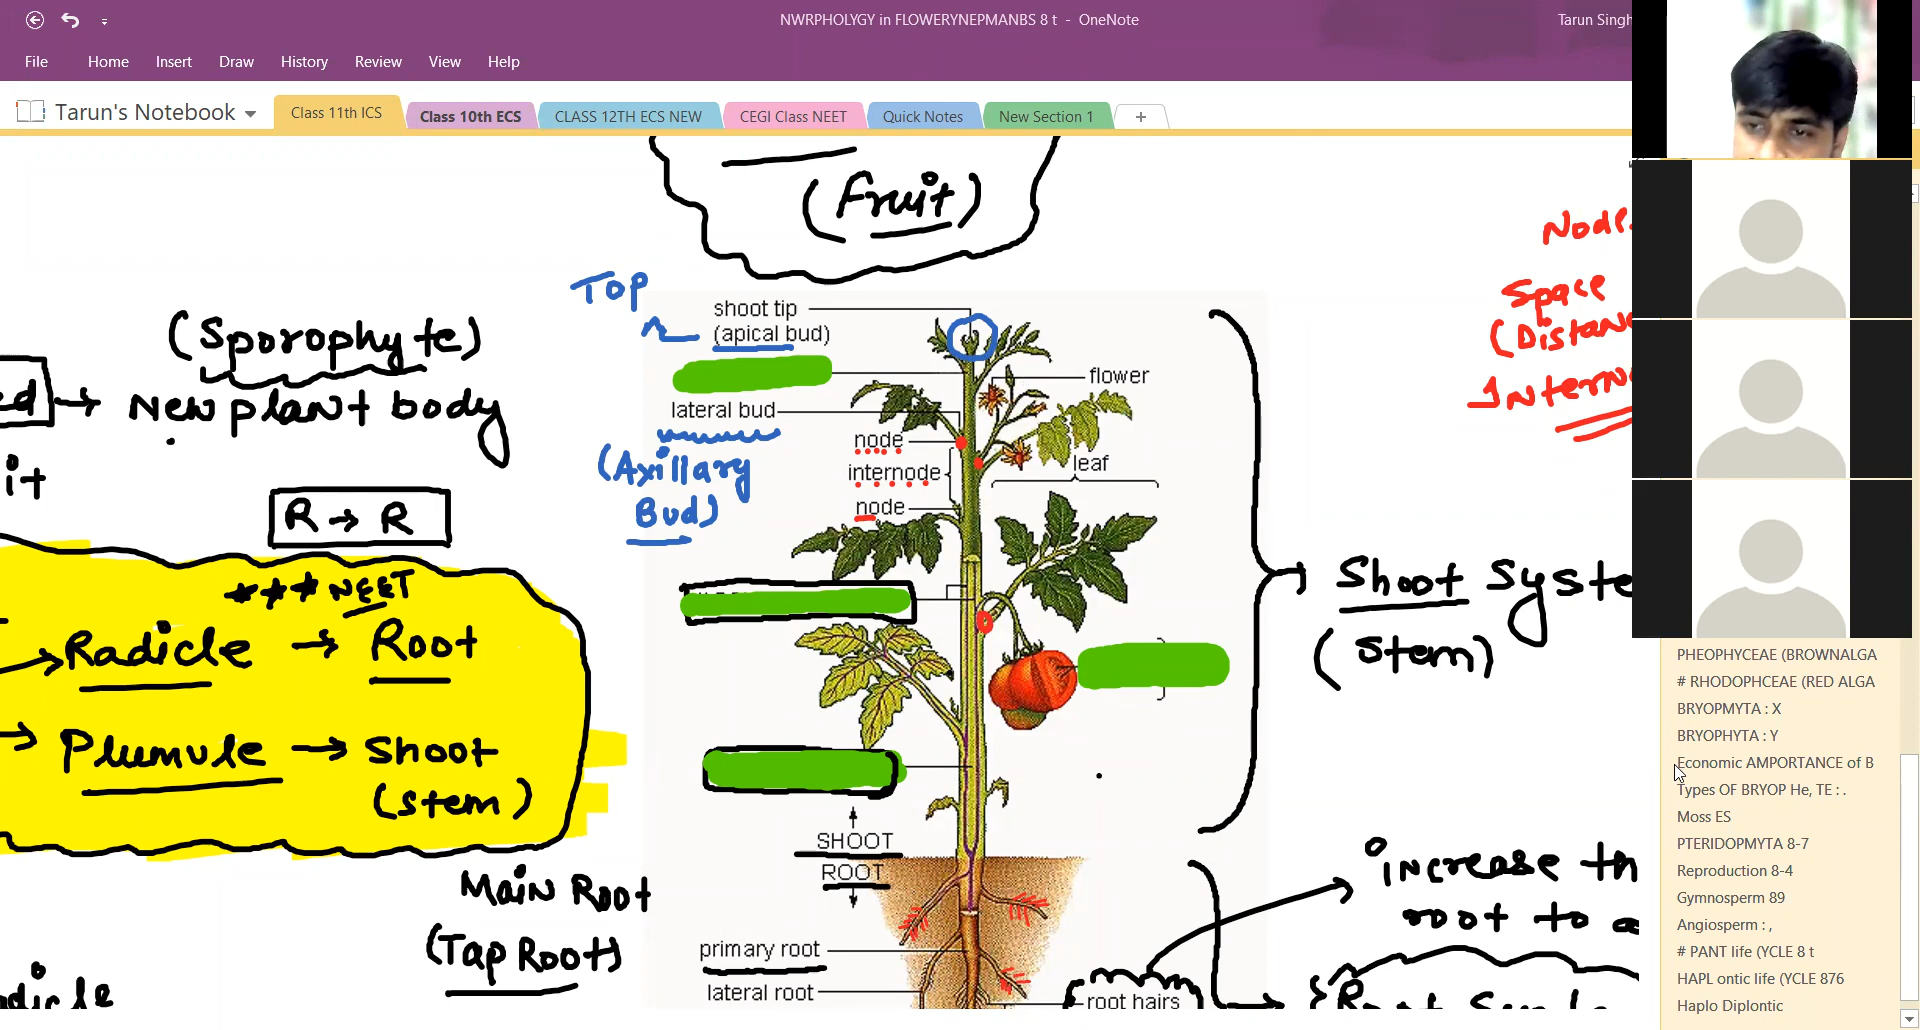 NWRPHOLYGY in FLOWERYNEPMANBS 8 t - OneNote
Tarun Singh
File Home Insert Draw History Review View Help
Tarun's Notebook
Class 11th ICS
Class 10th ECS
CLASS 12TH ECS NEW
CEGI Class NEET
Quick Notes
New Section 1
+
(Fruit)
TOP
shoot tip
(apical bud)
lateral bud
(Axillary
Bud)
node
internode
node
flower
leaf
(Sporophyte)
→ New plant body
it
R → R
*** NEET
Radicle → Root
Plumule → Shoot
(stem)
Node
Space
(Distan
Intern
Shoot Syste
(Stem)
SHOOT
ROOT
Main Root
(Tap Root)
primary root
lateral root
root hairs
increase th
root to a
dicle
PHEOPHYCEAE (BROWNALGA
# RHODOPHCEAE (RED ALGA
BRYOPMYTA : X
BRYOPHYTA : Y
Economic AMPORTANCE of B
Types OF BRYOP He, TE : .
Moss ES
PTERIDOPMYTA 8-7
Reproduction 8-4
Gymnosperm 89
Angiosperm : ,
# PANT life (YCLE 8 t
HAPL ontic life (YCLE 876
Haplo Diplontic